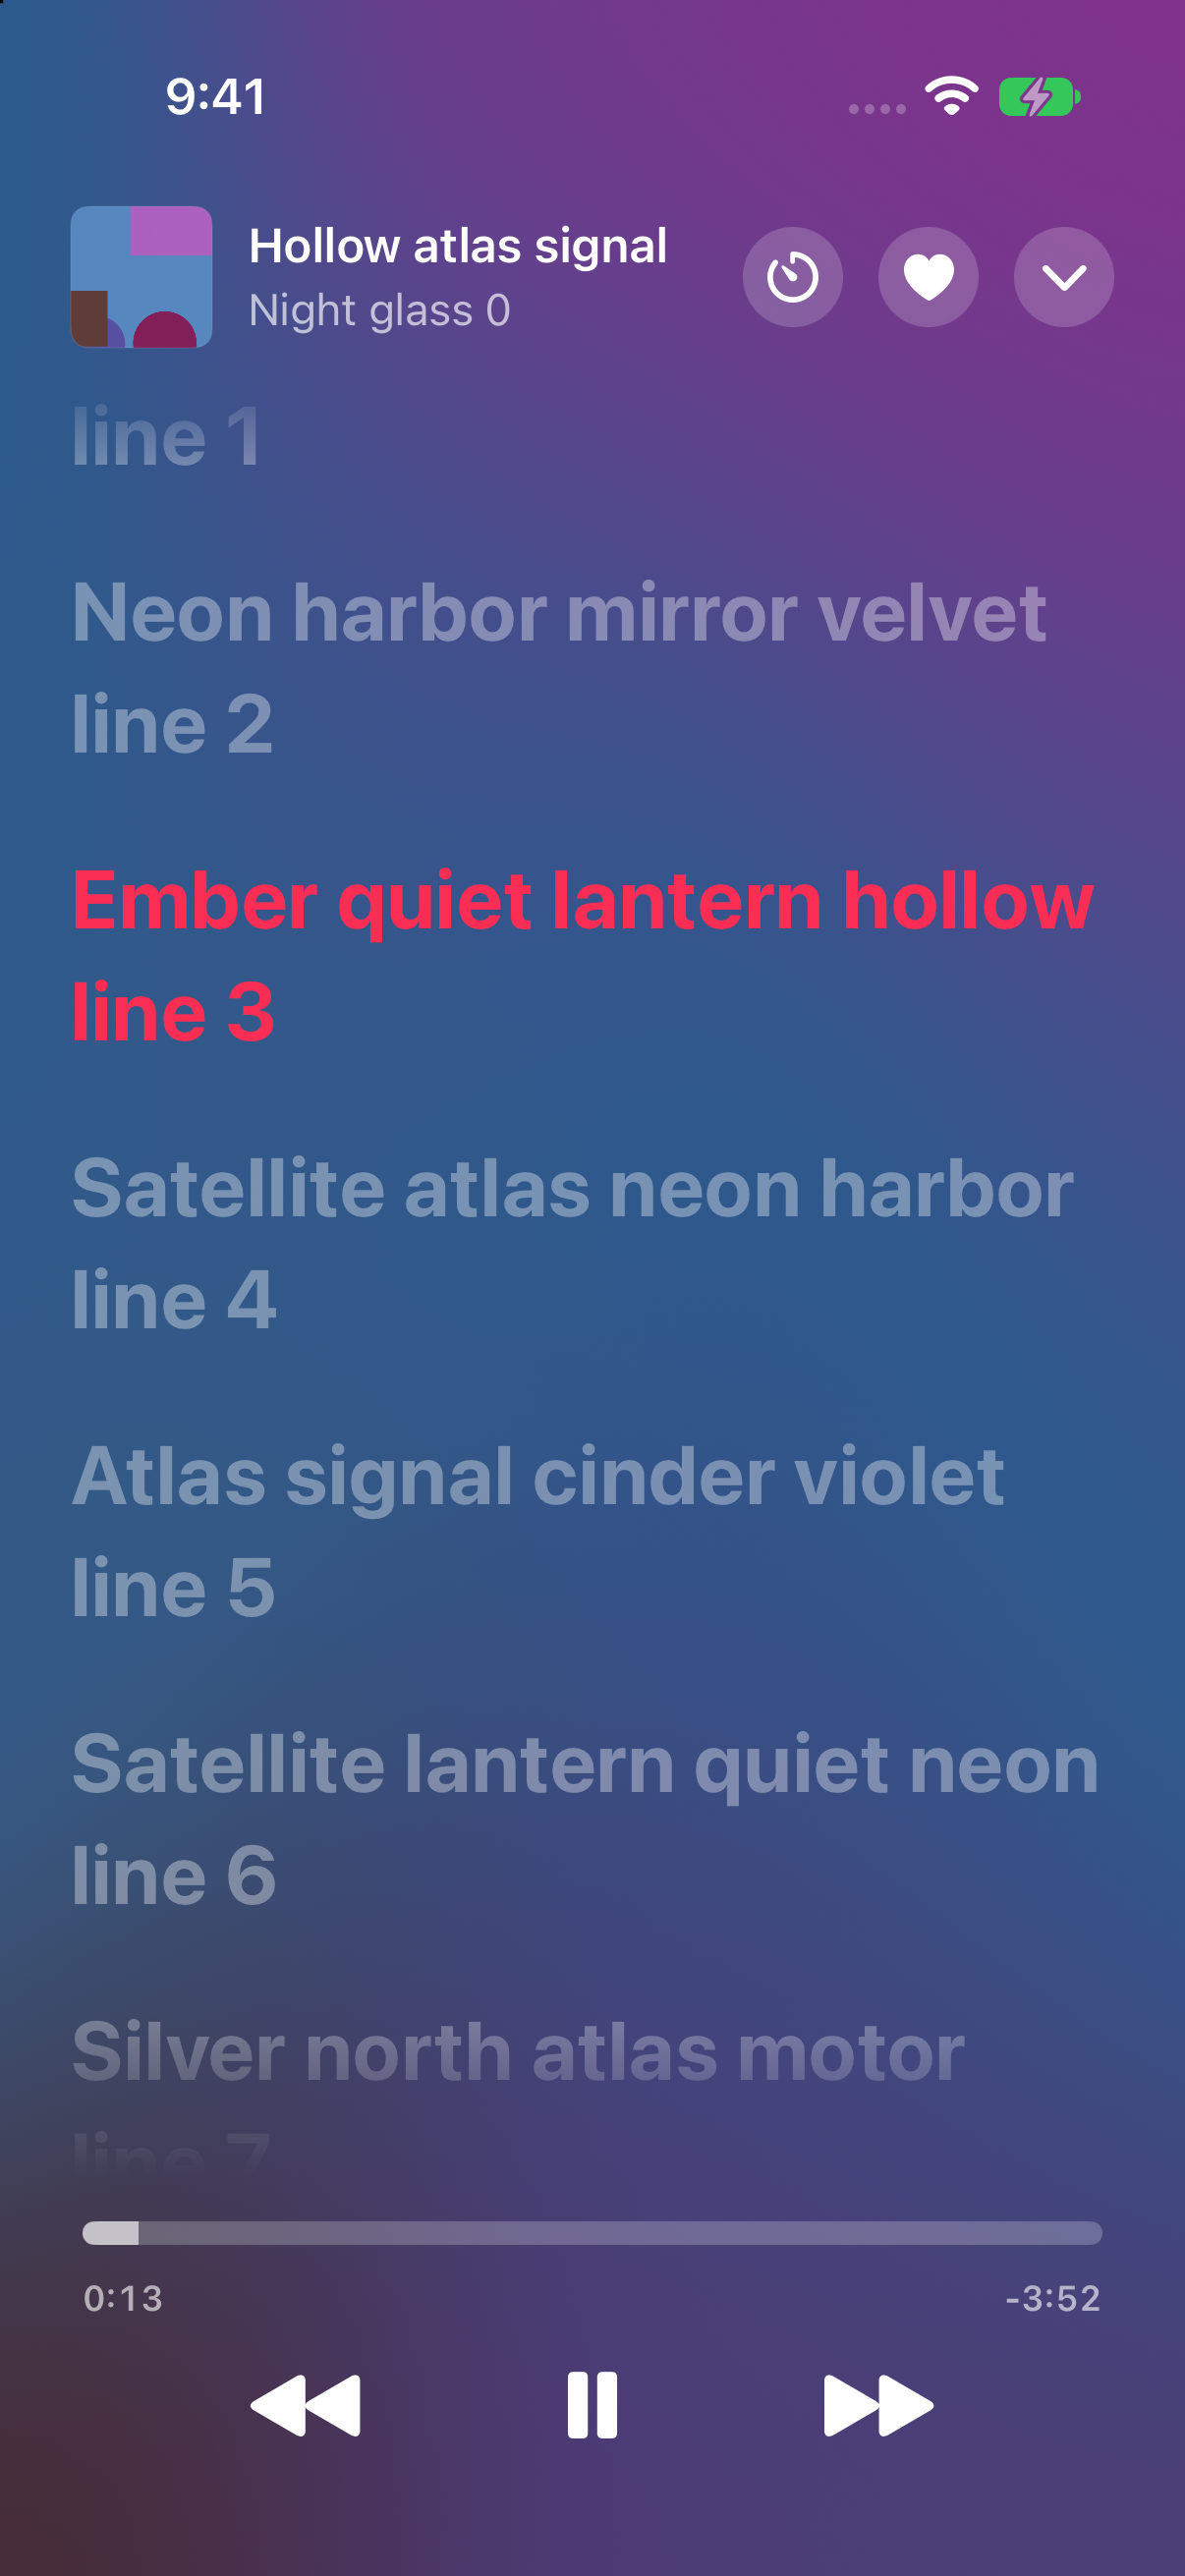 9:41
Hollow atlas signal
Night glass 0
line 1
Neon harbor mirror velvet
line 2
Ember quiet lantern hollow
line 3
Satellite atlas neon harbor
line 4
Atlas signal cinder violet
line 5
Satellite lantern quiet neon
line 6
Silver north atlas motor
line 7
0:13
-3:52